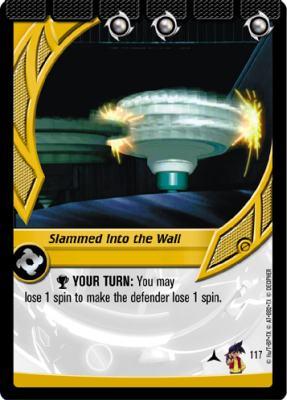 Slammed Into the Wall
YOUR TURN: You may
lose 1 spin to make the defender lose 1 spin.
117